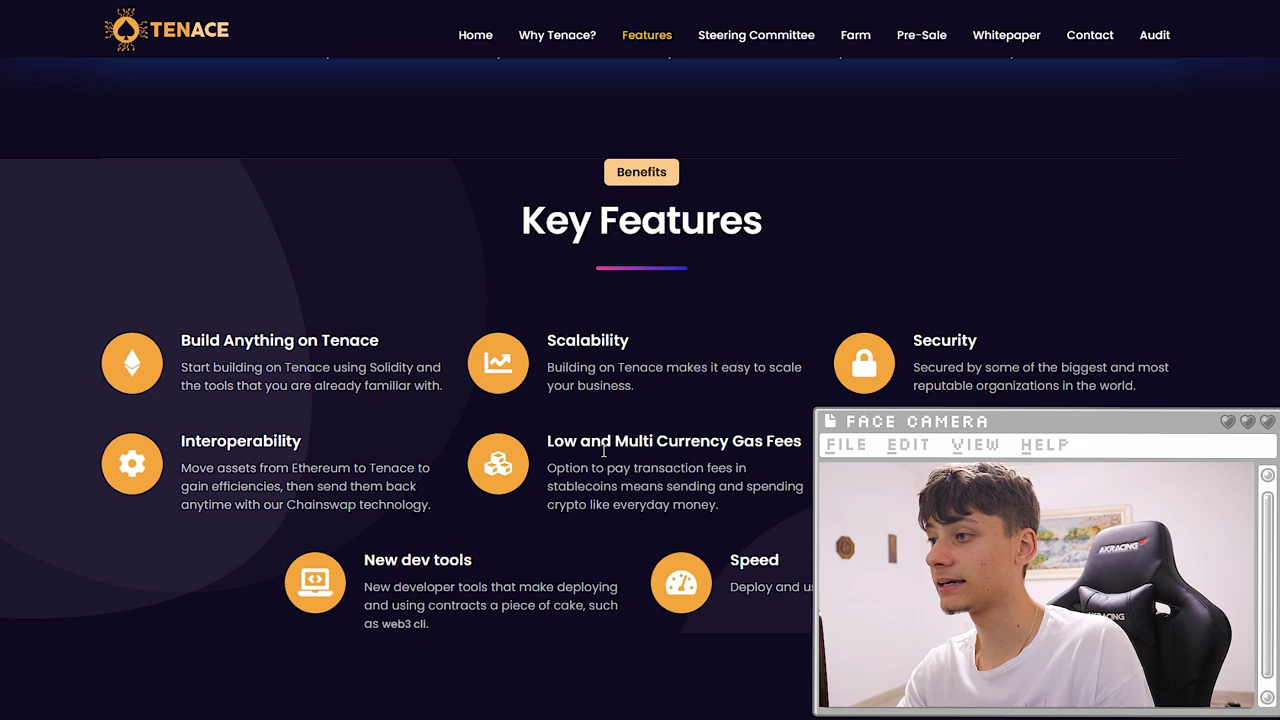 TENACE
Home Why Tenace? Features Steering Committee Farm Pre-Sale Whitepaper Contact Audit
Benefits
Key Features
Build Anything on Tenace
Start building on Tenace using Solidity and
the tools that you are already familiar with.
Scalability
Building on Tenace makes it easy to scale
your business.
Security
Secured by some of the biggest and most
reputable organizations in the world.
Interoperability
Move assets from Ethereum to Tenace to
gain efficiencies, then send them back
anytime with our Chainswap technology.
Low and Multi Currency Gas Fees
Option to pay transaction fees in
stablecoins means sending and spending
crypto like everyday money.
New dev tools
New developer tools that make deploying
and using contracts a piece of cake, such
as web3 cli.
Speed
Deploy and
FACE CAMERA
FILE EDIT VIEW HELP
AKRACING